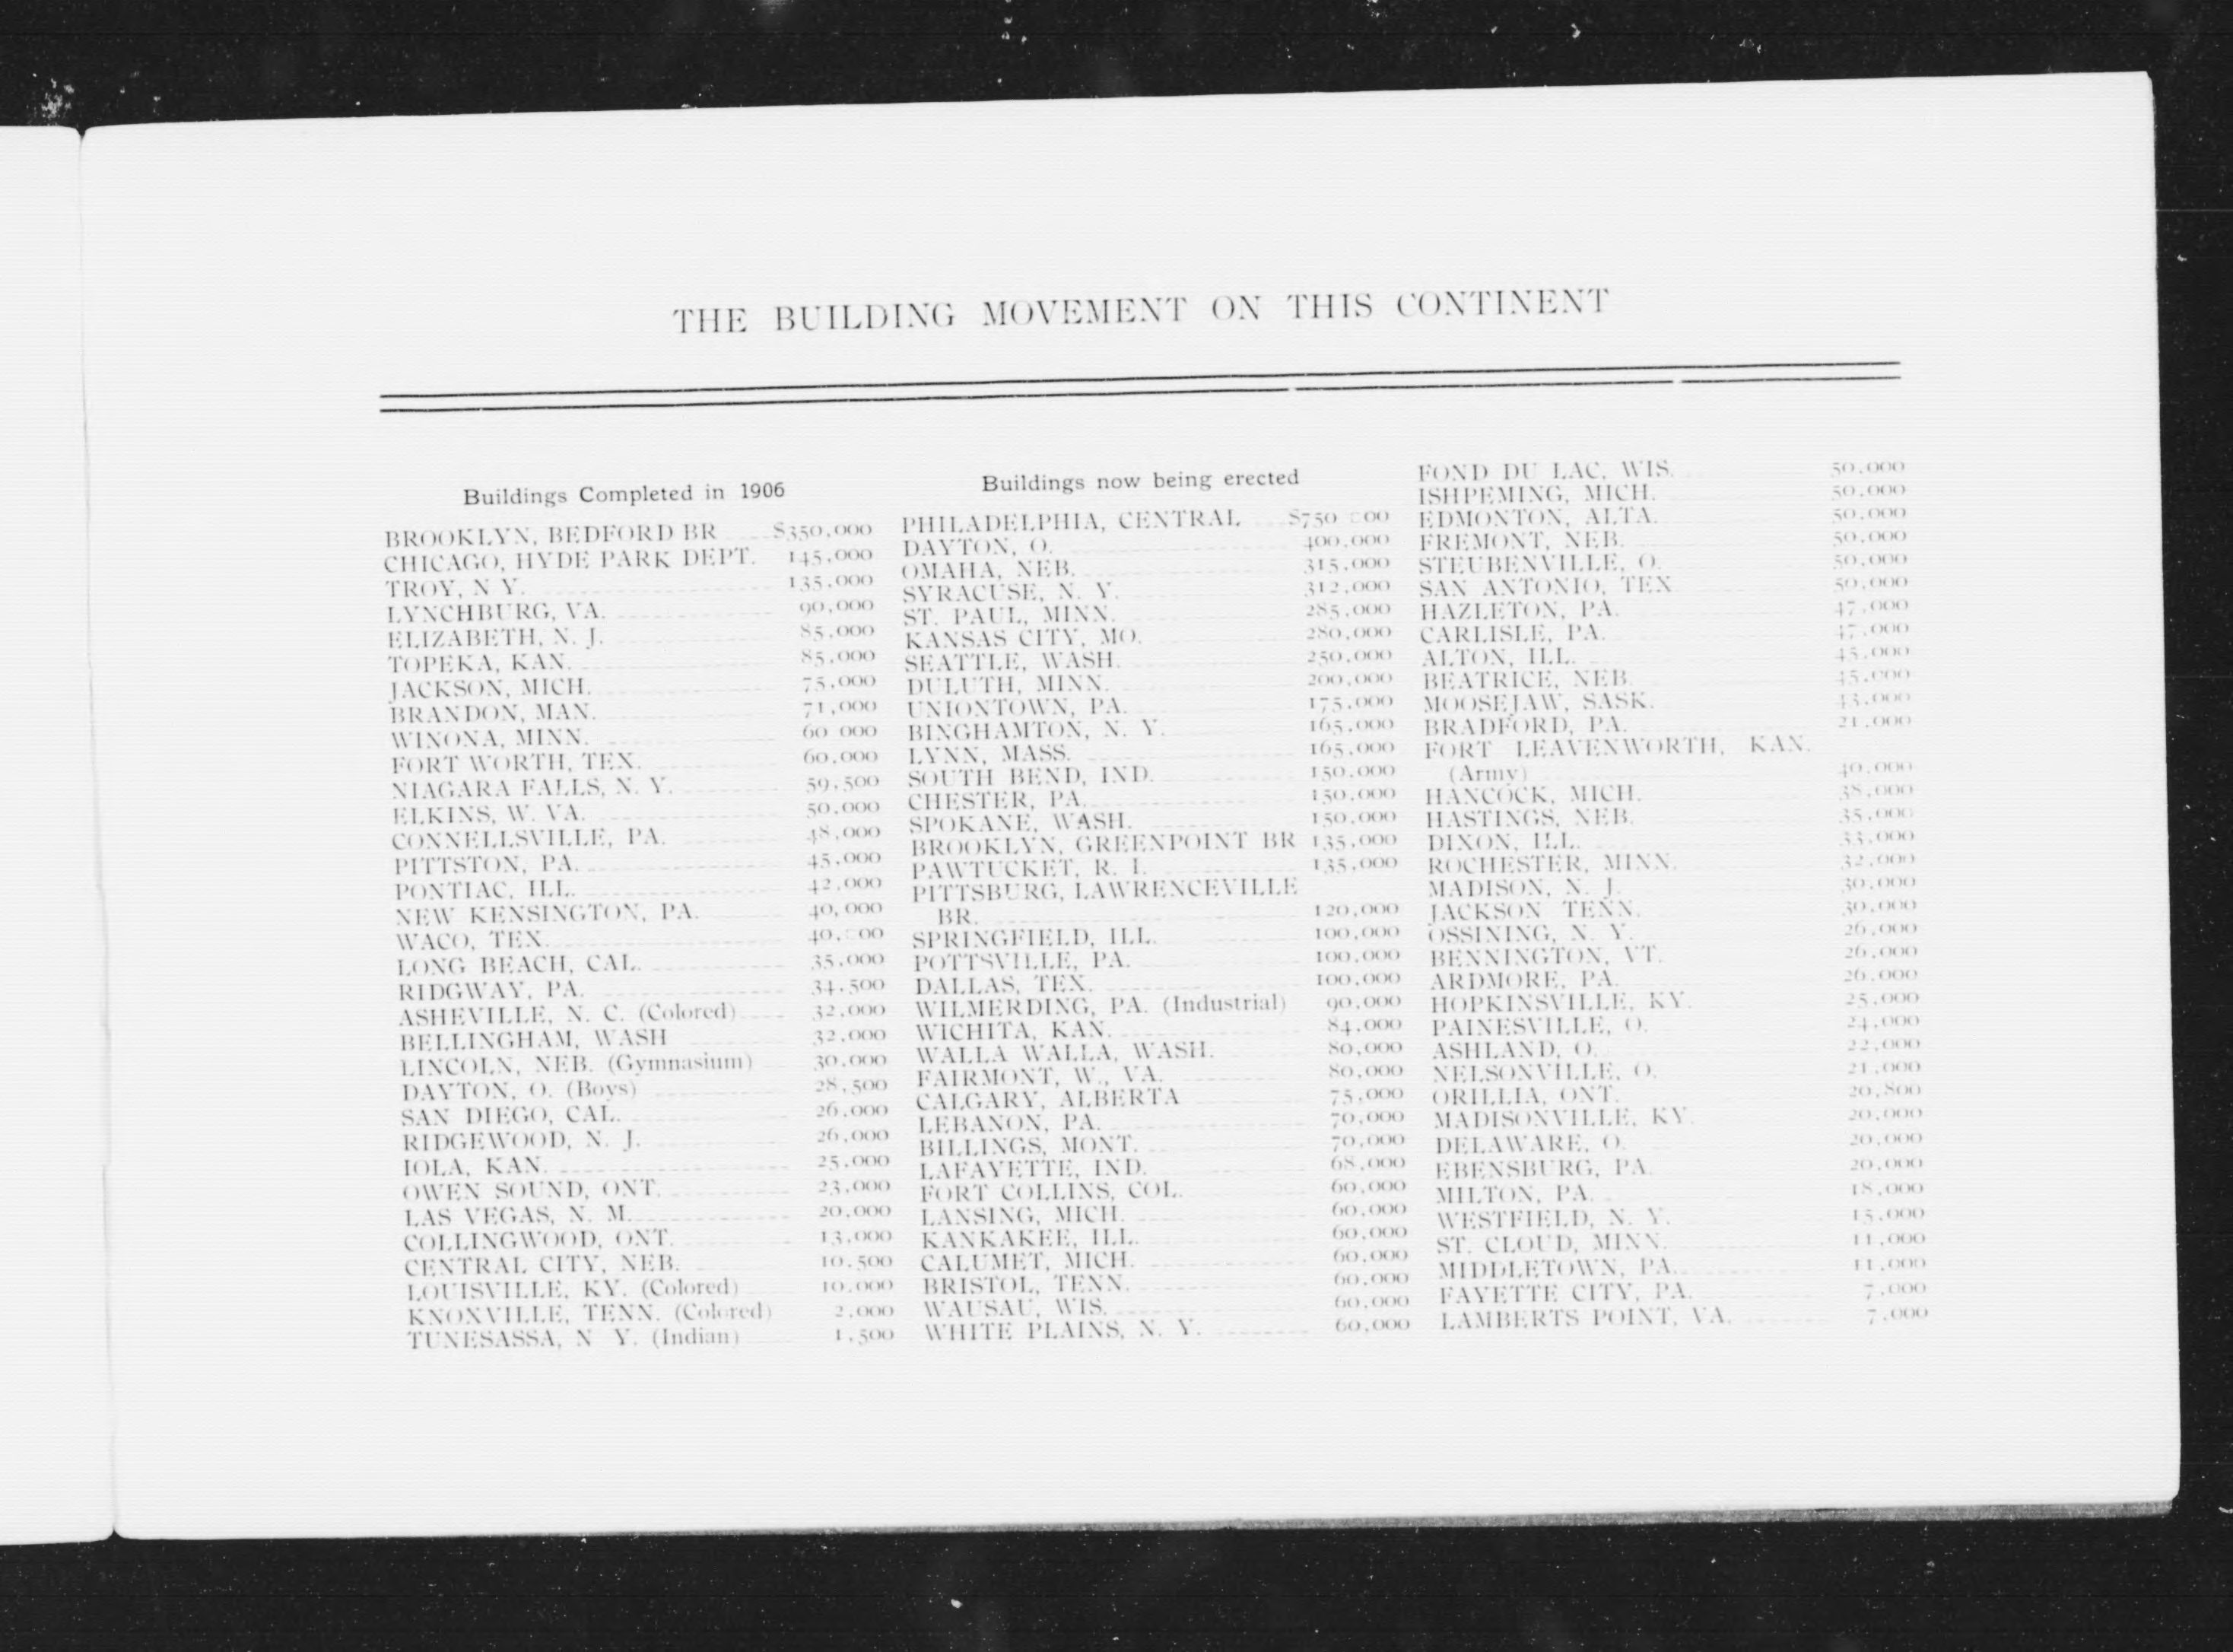 THE BUILDING MOVEMENT ON THIS CONTINENT
Buildings Completed in 1906
BROOKLYN, BEDFORD BR $350,000
CHICAGO, HYDE PARK DEPT. 145,000
TROY, N Y. 135,000
LYNCHBURG, VA. 90,000
ELIZABETH, N. J. 85,000
TOPEKA, KAN. 85,000
JACKSON, MICH. 75,000
BRANDON, MAN. 71,000
WINONA, MINN. 60 000
FORT WORTH, TEX. 60,000
NIAGARA FALLS, N. Y. 59,500
ELKINS, W. VA. 50,000
CONNELLSVILLE, PA. 48,000
PITTSTON, PA. 45,000
PONTIAC, ILL. 42,000
NEW KENSINGTON, PA. 40,000
WACO, TEX. 40,000
LONG BEACH, CAL. 35,000
RIDGWAY, PA. 34,500
ASHEVILLE, N. C. (Colored) 32,000
BELLINGHAM, WASH 32,000
LINCOLN, NEB. (Gymnasium) 30,000
DAYTON, O. (Boys) 28,500
SAN DIEGO, CAL. 26,000
RIDGEWOOD, N. J. 26,000
IOLA, KAN. 25,000
OWEN SOUND, ONT. 23,000
LAS VEGAS, N. M. 20,000
COLLINGWOOD, ONT. 13,000
CENTRAL CITY, NEB. 10,500
LOUISVILLE, KY. (Colored) 10,000
KNOXVILLE, TENN. (Colored) 2,000
TUNESASSA, N Y. (Indian) 1,500
Buildings now being erected
PHILADELPHIA, CENTRAL $750 000
DAYTON, O. 400,000
OMAHA, NEB. 315,000
SYRACUSE, N. Y. 312,000
ST. PAUL, MINN. 285,000
KANSAS CITY, MO. 280,000
SEATTLE, WASH. 250,000
DULUTH, MINN. 200,000
UNIONTOWN, PA. 175,000
BINGHAMTON, N. Y. 165,000
LYNN, MASS. 165,000
SOUTH BEND, IND. 150,000
CHESTER, PA. 150,000
SPOKANE, WASH. 150,000
BROOKLYN, GREENPOINT BR 135,000
PAWTUCKET, R. I. 135,000
PITTSBURG, LAWRENCEVILLE
BR. 120,000
SPRINGFIELD, ILL. 100,000
POTTSVILLE, PA. 100,000
DALLAS, TEX. 100,000
WILMERDING, PA. (Industrial) 90,000
WICHITA, KAN. 84,000
WALLA WALLA, WASH. 80,000
FAIRMONT, W., VA. 80,000
CALGARY, ALBERTA 75,000
LEBANON, PA. 70,000
BILLINGS, MONT. 70,000
LAFAYETTE, IND. 68,000
FORT COLLINS, COL. 60,000
LANSING, MICH. 60,000
KANKAKEE, ILL. 60,000
CALUMET, MICH. 60,000
BRISTOL, TENN. 60,000
WAUSAU, WIS. 60,000
WHITE PLAINS, N. Y. 60,000
FOND DU LAC, WIS. 50,000
ISHPEMING, MICH. 50,000
EDMONTON, ALTA. 50,000
FREMONT, NEB. 50,000
STEUBENVILLE, O. 50,000
SAN ANTONIO, TEX 50,000
HAZLETON, PA. 47,000
CARLISLE, PA. 47,000
ALTON, ILL. 45,000
BEATRICE, NEB. 45,000
MOOSEJAW, SASK. 43,000
BRADFORD, PA. 21,000
FORT LEAVENWORTH, KAN.
(Army) 40,000
HANCOCK, MICH. 38,000
HASTINGS, NEB. 35,000
DIXON, ILL. 33,000
ROCHESTER, MINN. 32,000
MADISON, N. J. 30,000
JACKSON TENN. 30,000
OSSINING, N. Y. 26,000
BENNINGTON, VT. 26,000
ARDMORE, PA. 26,000
HOPKINSVILLE, KY. 25,000
PAINESVILLE, O. 24,000
ASHLAND, O. 22,000
NELSONVILLE, O. 21,000
ORILLIA, ONT. 20,800
MADISONVILLE, KY. 20,000
DELAWARE, O. 20,000
EBENSBURG, PA. 20,000
MILTON, PA. 18,000
WESTFIELD, N. Y. 15,000
ST. CLOUD, MINN. 11,000
MIDDLETOWN, PA. 11,000
FAYETTE CITY, PA. 7,000
LAMBERTS POINT, VA. 7,000